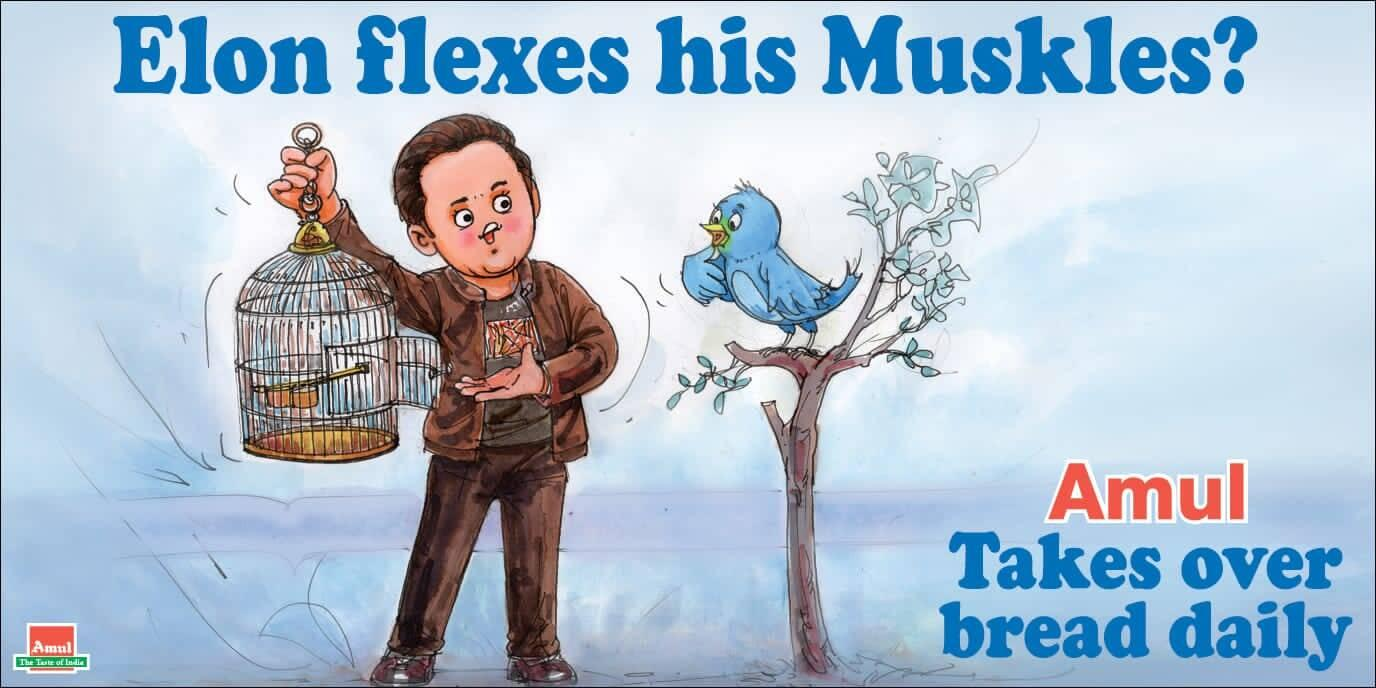 Elon flexes his Muskles?
Amul
Takes over
bread daily
Amul
The Taste of India